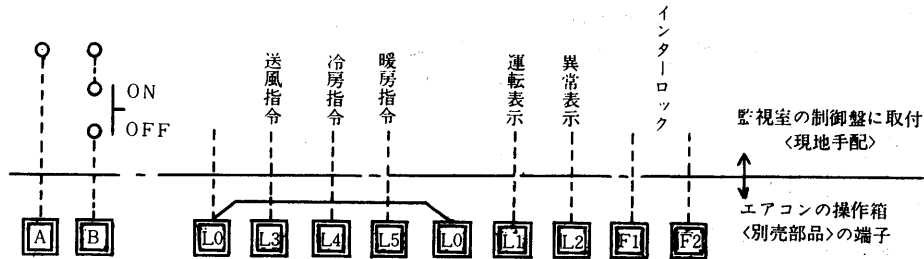 インターロック
送風指令
冷房指令
暖房指令
運転表示
異常表示
ON
OFF
監視室の制御盤に取付
<現地手配>
エアコンの操作箱
<別売部品>の端子
A B L0 L3 L4 L5 L0 L1 L2 F1 F2